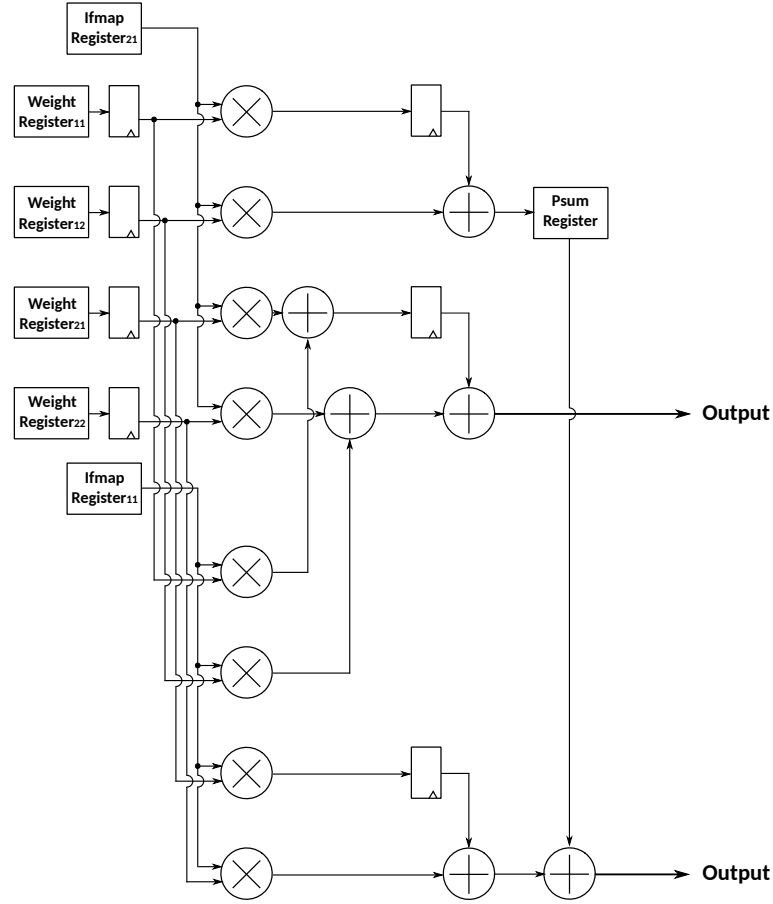 Ifmap
Register21
Weight
Register11
Weight
Register12
Psum
Register
Weight
Register21
Weight
Register22
Output
Ifmap
Register11
Output